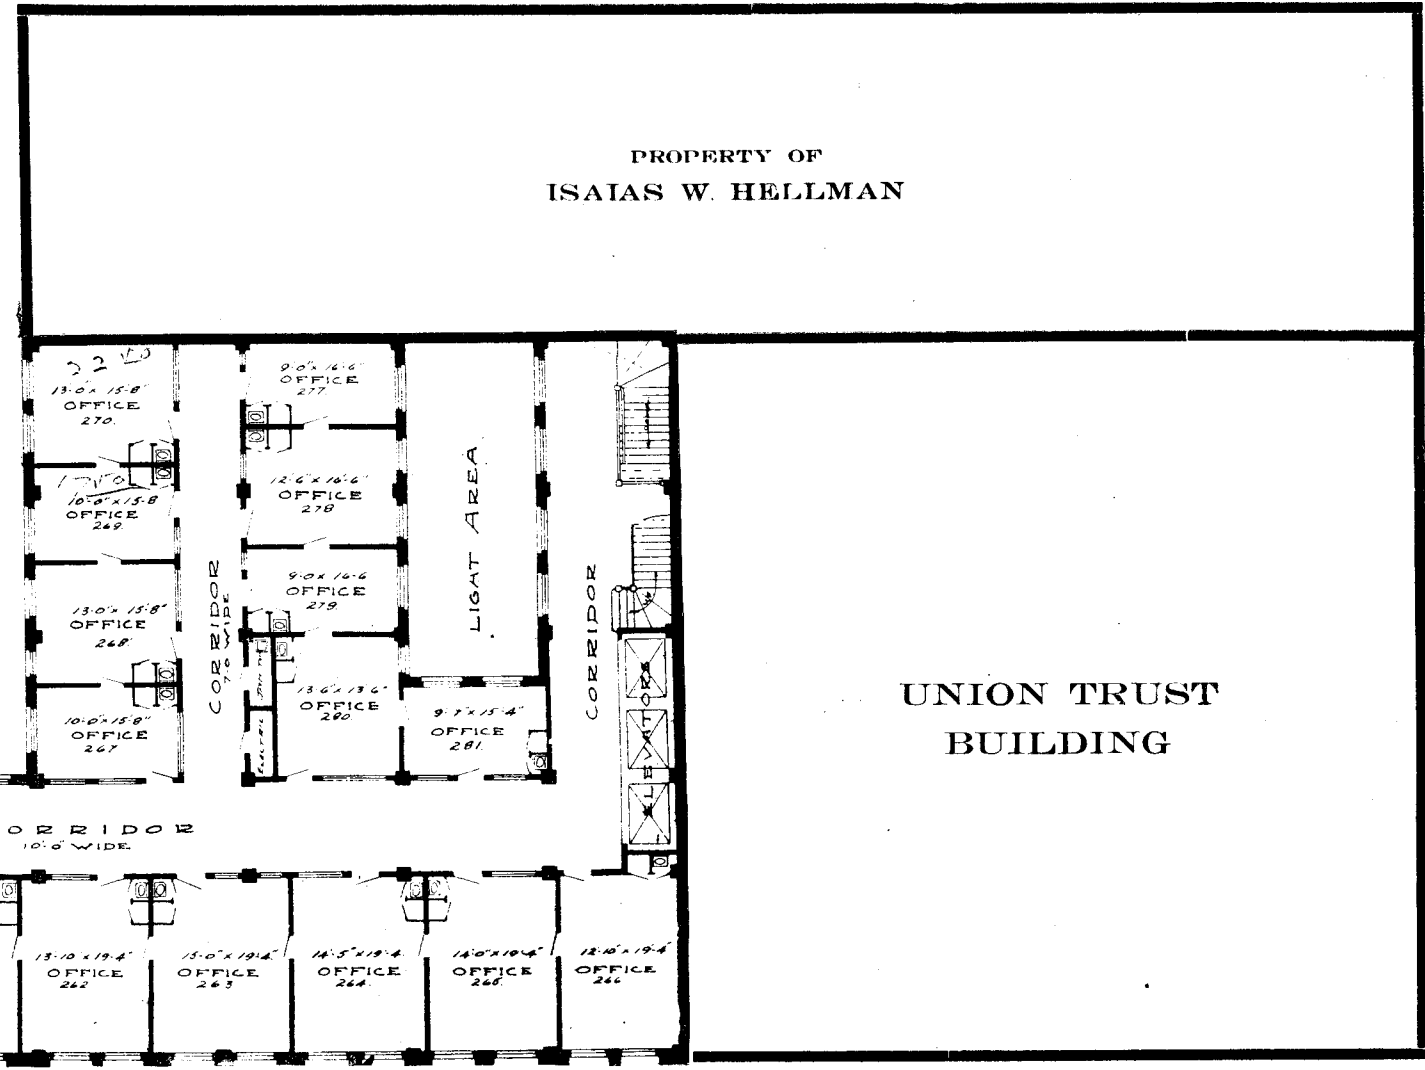 PROPERTY OF
ISAIAS W. HELLMAN
13'-0" x 15'-8"
OFFICE
270.
10'-0" x 15'-8
OFFICE
269.
13'-0" x 15'-8"
OFFICE
268.
10'-0" x 15'-8"
OFFICE
267
CORRIDOR
7'-0" WIDE
9'-0" x 16'-6"
OFFICE
277.
12'-6" x 16'-6"
OFFICE
278
9'-0 x 16'-6
OFFICE
279.
13'-6" x 13'-6"
OFFICE
280.
ELECTRIC
LIGHT AREA
9'-7" x 15'-4"
OFFICE
281.
CORRIDOR
ELEVATORS
UNION TRUST
BUILDING
ORRIDOR
10'-0" WIDE
13'-10" x 19'-4"
OFFICE
262
15'-0" x 19'-4"
OFFICE
263
14'-5" x 19'-4
OFFICE
264.
14'-0" x 19'-4"
OFFICE
265.
12'-10" x 19'-4"
OFFICE
266